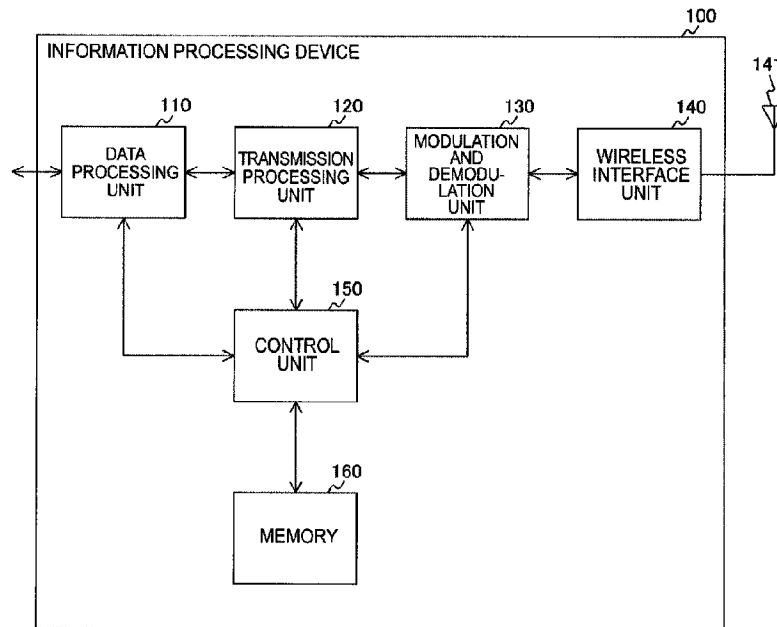 100
INFORMATION PROCESSING DEVICE
141
110
120
130
140
DATA
PROCESSING
UNIT
TRANSMISSION
PROCESSING
UNIT
MODULATION
AND
DEMODU-
LATION
UNIT
WIRELESS
INTERFACE
UNIT
150
CONTROL
UNIT
160
MEMORY